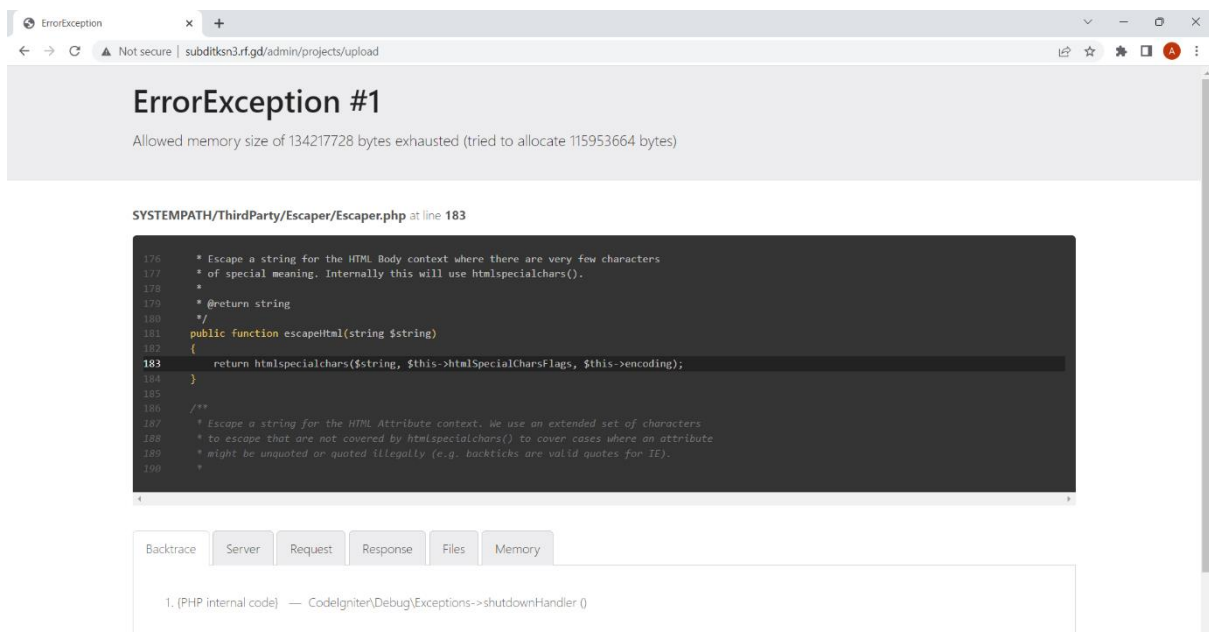 ErrorException
Not secure | subditksn3.rf.gd/admin/projects/upload
A
ErrorException #1
Allowed memory size of 134217728 bytes exhausted (tried to allocate 115953664 bytes)
SYSTEMPATH/ThirdParty/Escaper/Escaper.php at line 183
176 * Escape a string for the HTML Body context where there are very few characters
177 * of special meaning. Internally this will use htmlspecialchars().
178 *
179 * @return string
180 */
181 public function escapeHtml(string $string)
182 {
183 return htmlspecialchars($string, $this->htmlSpecialCharsFlags, $this->encoding);
184 }
185
186 /**
187 * Escape a string for the HTML Attribute context. We use an extended set of characters
188 * to escape that are not covered by htmlspecialchars() to cover cases where an attribute
189 * might be unquoted or quoted illegally (e.g. backticks are valid quotes for IE).
190 *
Backtrace Server Request Response Files Memory
1. {PHP internal code} — CodeIgniter\Debug\Exceptions->shutdownHandler ()